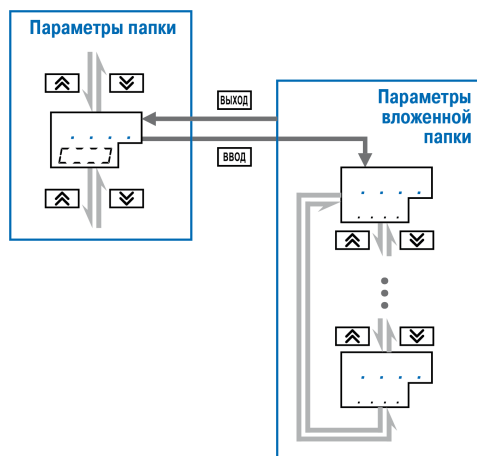 Параметры папки
ВЫХОД
ВВОД
Параметры
вложенной
папки